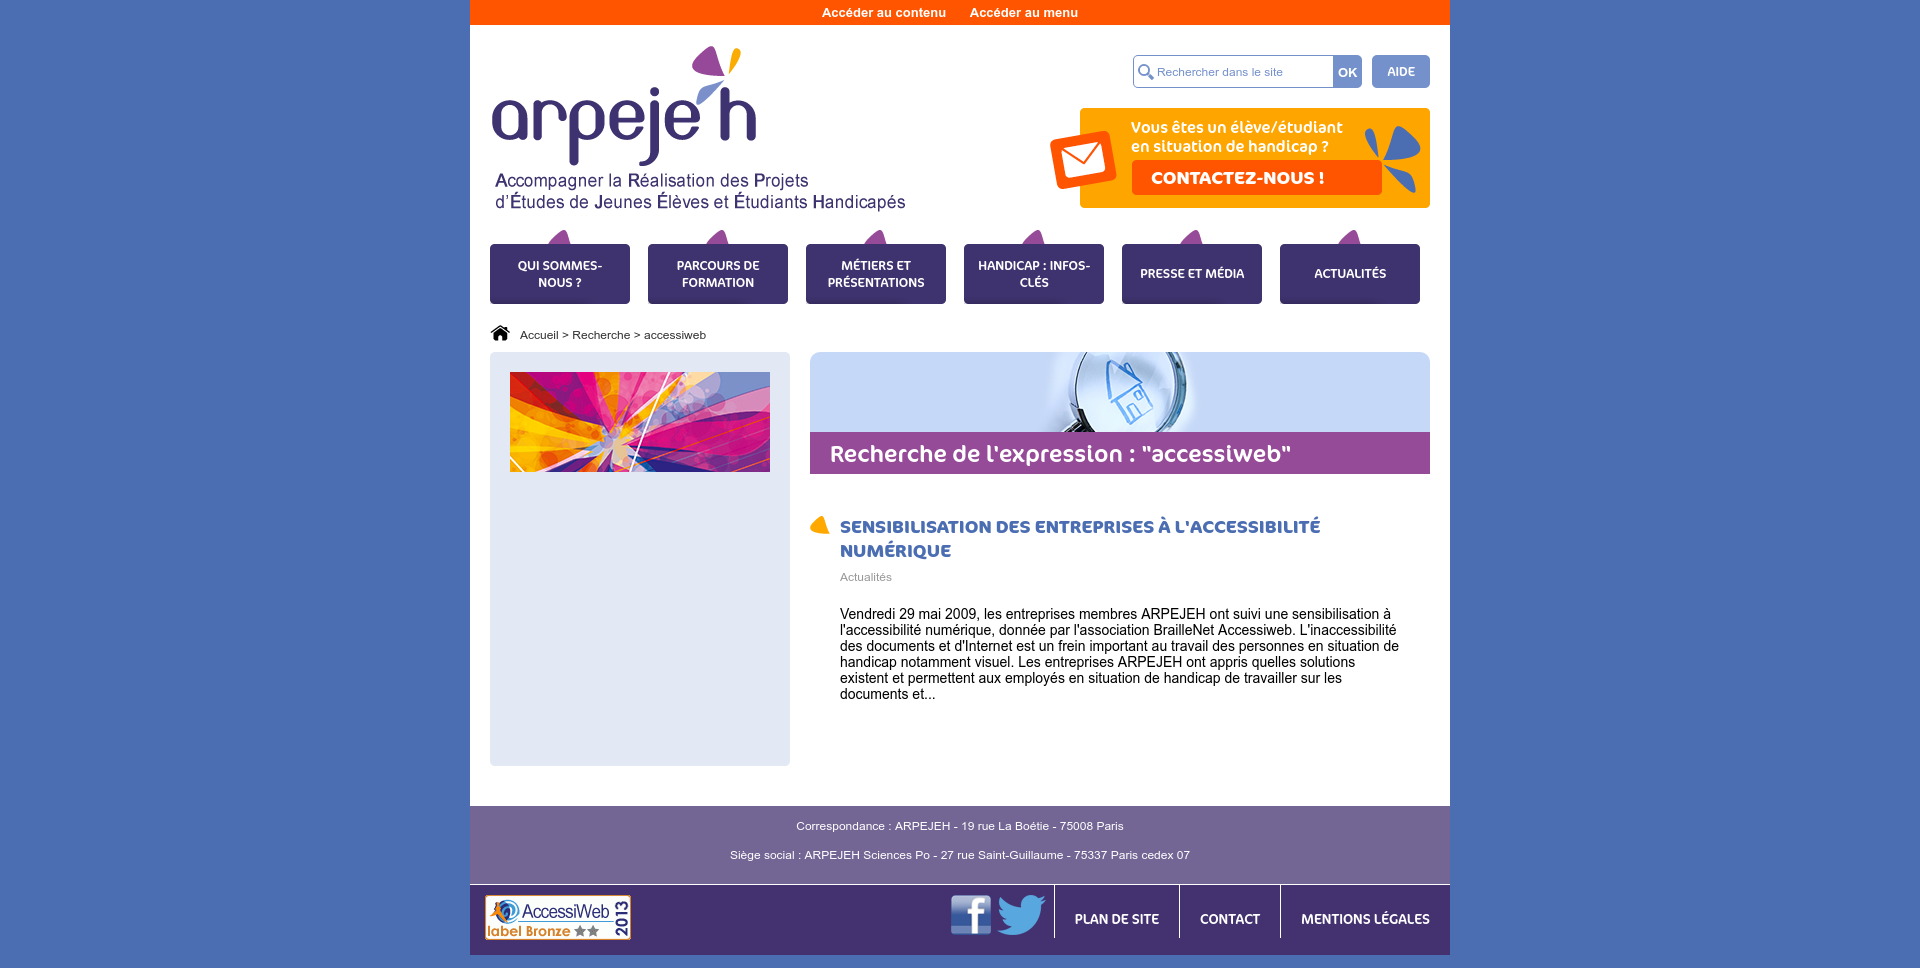 Accéder au contenu Accéder au menu
arpejeh
Accompagner la Réalisation des Projets
d'Études de Jeunes Élèves et Étudiants Handicapés
Rechercher dans le site OK AIDE
Vous êtes un élève/étudiant
en situation de handicap ?
CONTACTEZ-NOUS !
QUI SOMMES-
NOUS ?
PARCOURS DE
FORMATION
MÉTIERS ET
PRÉSENTATIONS
HANDICAP : INFOS-
CLÉS
PRESSE ET MÉDIA
ACTUALITÉS
Accueil > Recherche > accessiweb
Recherche de l'expression : "accessiweb"
SENSIBILISATION DES ENTREPRISES À L'ACCESSIBILITÉ
NUMÉRIQUE
Actualités
Vendredi 29 mai 2009, les entreprises membres ARPEJEH ont suivi une sensibilisation à
l'accessibilité numérique, donnée par l'association BrailleNet Accessiweb. L'inaccessibilité
des documents et d'Internet est un frein important au travail des personnes en situation de
handicap notamment visuel. Les entreprises ARPEJEH ont appris quelles solutions
existent et permettent aux employés en situation de handicap de travailler sur les
documents et...
Correspondance : ARPEJEH - 19 rue La Boétie - 75008 Paris
Siège social : ARPEJEH Sciences Po - 27 rue Saint-Guillaume - 75337 Paris cedex 07
AccessiWeb
label Bronze
2013
f
PLAN DE SITE
CONTACT
MENTIONS LÉGALES